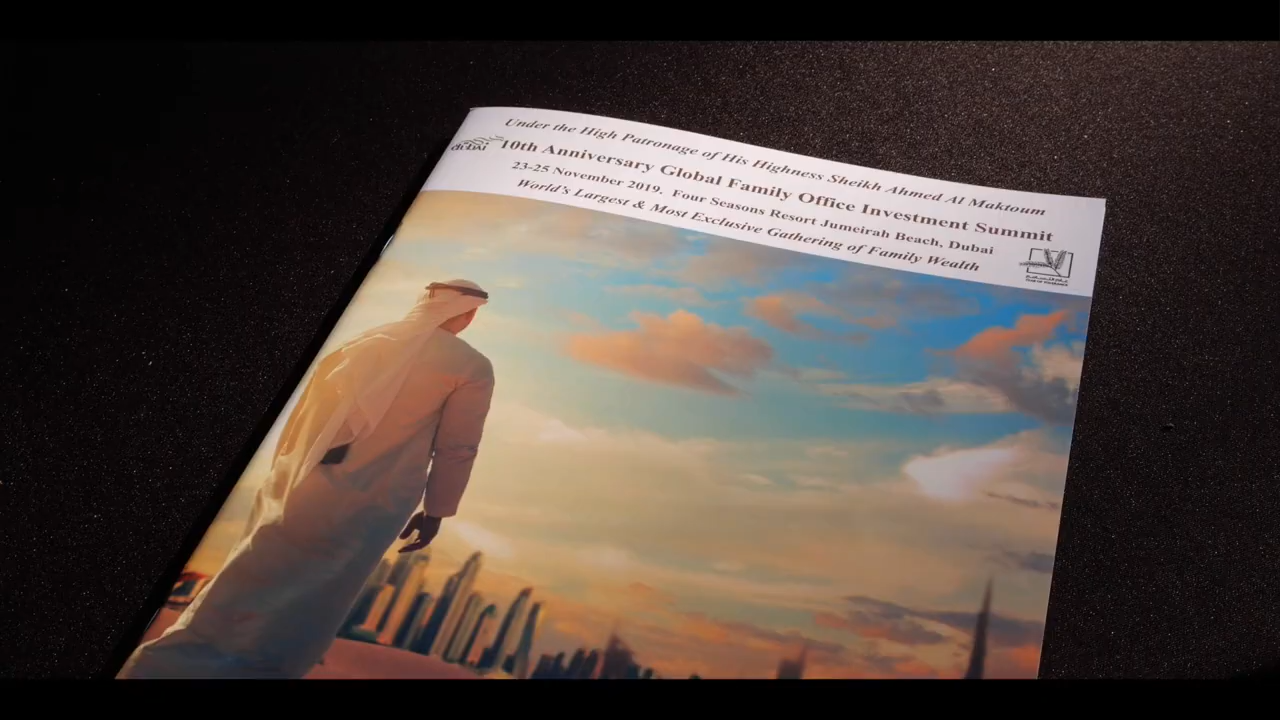 Under the High Patronage of His Highness Sheikh Ahmed Al Maktoum
DUBAI
10th Anniversary Global Family Office Investment Summit
23-25 November 2019. Four Seasons Resort Jumeirah Beach, Dubai
World's Largest & Most Exclusive Gathering of Family Wealth